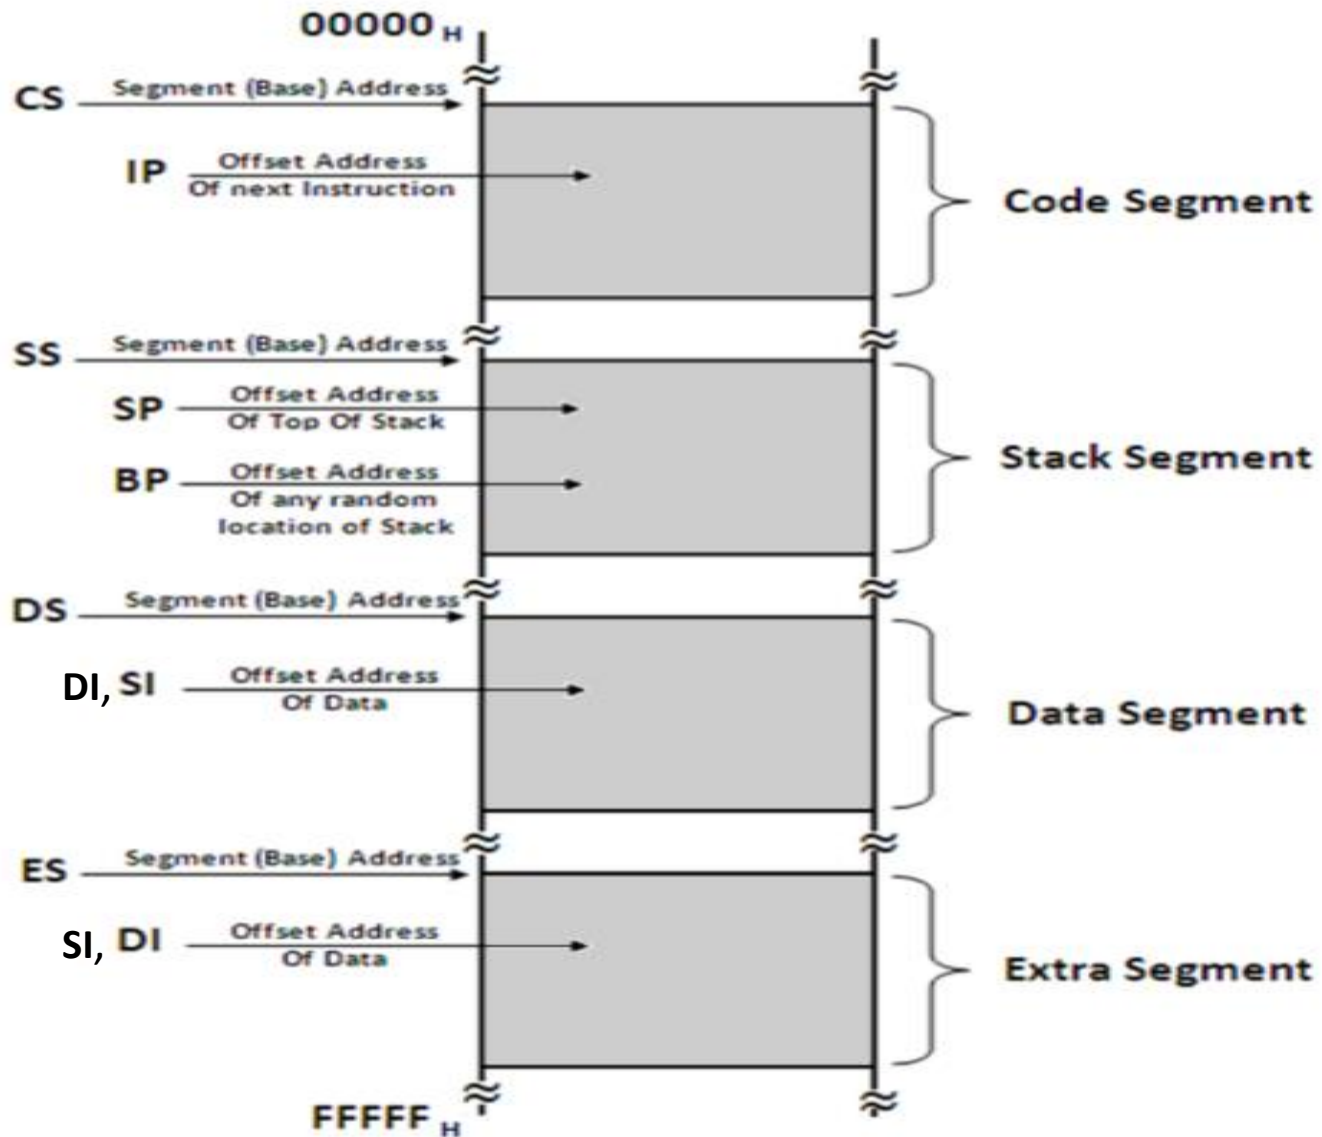 00000 H
CS Segment (Base) Address
IP Offset Address
Of next Instruction
Code Segment
SS Segment (Base) Address
SP Offset Address
Of Top Of Stack
BP Offset Address
Of any random
location of Stack
Stack Segment
DS Segment (Base) Address
DI, SI Offset Address
Of Data
Data Segment
ES Segment (Base) Address
SI, DI Offset Address
Of Data
Extra Segment
FFFFF H